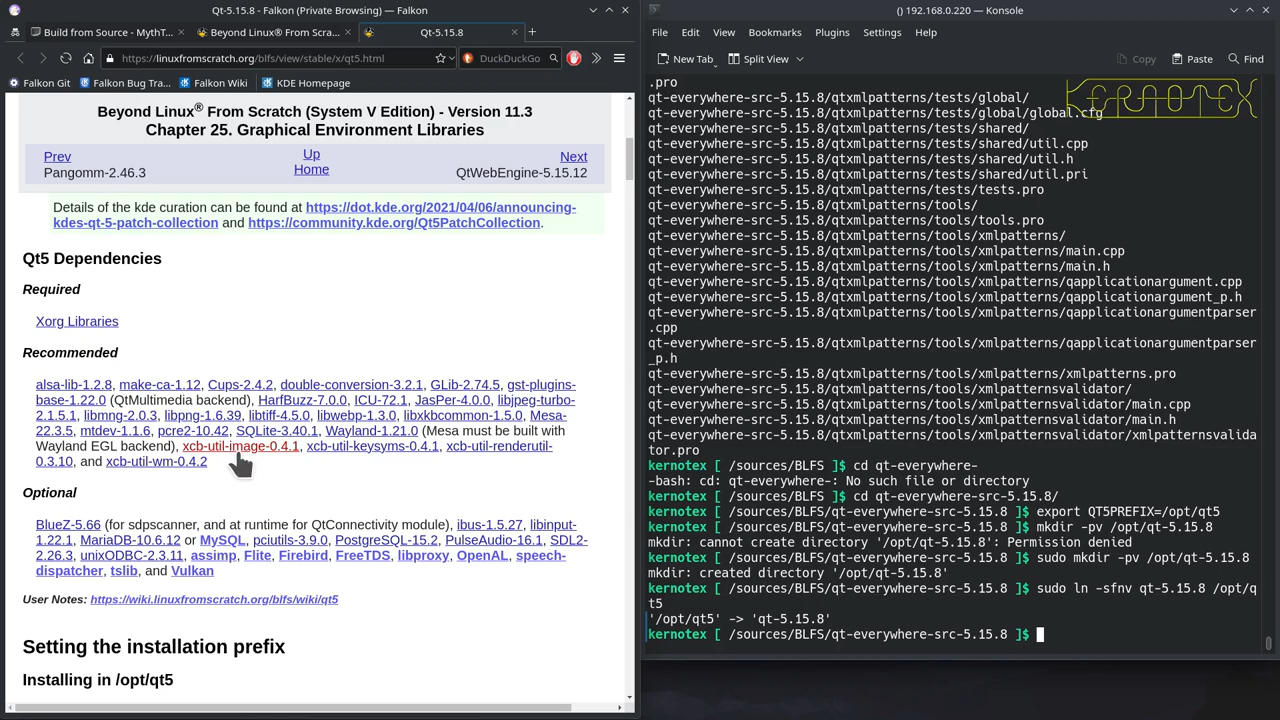 Qt-5.15.8 - Falkon (Private Browsing) — Falkon
Build from Source - MythT...
Beyond Linux® From Scra...
Qt-5.15.8
https://linuxfromscratch.org/blfs/view/stable/x/qt5.html
DuckDuckGo
Falkon Git
Falkon Bug Tra...
Falkon Wiki
KDE Homepage
Beyond Linux® From Scratch (System V Edition) - Version 11.3
Chapter 25. Graphical Environment Libraries
Prev
Up
Next
Pangomm-2.46.3
Home
QtWebEngine-5.15.12
Details of the kde curation can be found at https://dot.kde.org/2021/04/06/announcing-
kdes-qt-5-patch-collection and https://community.kde.org/Qt5PatchCollection.
Qt5 Dependencies
Required
Xorg Libraries
Recommended
alsa-lib-1.2.8, make-ca-1.12, Cups-2.4.2, double-conversion-3.2.1, GLib-2.74.5, gst-plugins-
base-1.22.0 (QtMultimedia backend), HarfBuzz-7.0.0, ICU-72.1, JasPer-4.0.0, libjpeg-turbo-
2.1.5.1, libmng-2.0.3, libpng-1.6.39, libtiff-4.5.0, libwebp-1.3.0, libxkbcommon-1.5.0, Mesa-
22.3.5, mtdev-1.1.6, pcre2-10.42, SQLite-3.40.1, Wayland-1.21.0 (Mesa must be built with
Wayland EGL backend), xcb-util-image-0.4.1, xcb-util-keysyms-0.4.1, xcb-util-renderutil-
0.3.10, and xcb-util-wm-0.4.2
Optional
BlueZ-5.66 (for sdpscanner, and at runtime for QtConnectivity module), ibus-1.5.27, libinput-
1.22.1, MariaDB-10.6.12 or MySQL, pciutils-3.9.0, PostgreSQL-15.2, PulseAudio-16.1, SDL2-
2.26.3, unixODBC-2.3.11, assimp, Flite, Firebird, FreeTDS, libproxy, OpenAL, speech-
dispatcher, tslib, and Vulkan
User Notes: https://wiki.linuxfromscratch.org/blfs/wiki/qt5
Setting the installation prefix
Installing in /opt/qt5
() 192.168.0.220 — Konsole
File Edit View Bookmarks Plugins Settings Help
New Tab
Split View
Copy
Paste
Find
KERNOTEX
.pro
qt-everywhere-src-5.15.8/qtxmlpatterns/tests/global/
qt-everywhere-src-5.15.8/qtxmlpatterns/tests/global/global.cfg
qt-everywhere-src-5.15.8/qtxmlpatterns/tests/shared/
qt-everywhere-src-5.15.8/qtxmlpatterns/tests/shared/util.cpp
qt-everywhere-src-5.15.8/qtxmlpatterns/tests/shared/util.h
qt-everywhere-src-5.15.8/qtxmlpatterns/tests/shared/util.pri
qt-everywhere-src-5.15.8/qtxmlpatterns/tests/tests.pro
qt-everywhere-src-5.15.8/qtxmlpatterns/tools/
qt-everywhere-src-5.15.8/qtxmlpatterns/tools/tools.pro
qt-everywhere-src-5.15.8/qtxmlpatterns/tools/xmlpatterns/
qt-everywhere-src-5.15.8/qtxmlpatterns/tools/xmlpatterns/main.cpp
qt-everywhere-src-5.15.8/qtxmlpatterns/tools/xmlpatterns/main.h
qt-everywhere-src-5.15.8/qtxmlpatterns/tools/xmlpatterns/qapplicationargument.cpp
qt-everywhere-src-5.15.8/qtxmlpatterns/tools/xmlpatterns/qapplicationargument_p.h
qt-everywhere-src-5.15.8/qtxmlpatterns/tools/xmlpatterns/qapplicationargumentparser
.cpp
qt-everywhere-src-5.15.8/qtxmlpatterns/tools/xmlpatterns/qapplicationargumentparser
_p.h
qt-everywhere-src-5.15.8/qtxmlpatterns/tools/xmlpatterns/xmlpatterns.pro
qt-everywhere-src-5.15.8/qtxmlpatterns/tools/xmlpatternsvalidator/
qt-everywhere-src-5.15.8/qtxmlpatterns/tools/xmlpatternsvalidator/main.cpp
qt-everywhere-src-5.15.8/qtxmlpatterns/tools/xmlpatternsvalidator/main.h
qt-everywhere-src-5.15.8/qtxmlpatterns/tools/xmlpatternsvalidator/xmlpatternsvalida
tor.pro
kernotex [ /sources/BLFS ]$ cd qt-everywhere-
-bash: cd: qt-everywhere-: No such file or directory
kernotex [ /sources/BLFS ]$ cd qt-everywhere-src-5.15.8/
kernotex [ /sources/BLFS/qt-everywhere-src-5.15.8 ]$ export QT5PREFIX=/opt/qt5
kernotex [ /sources/BLFS/qt-everywhere-src-5.15.8 ]$ mkdir -pv /opt/qt-5.15.8
mkdir: cannot create directory '/opt/qt-5.15.8': Permission denied
kernotex [ /sources/BLFS/qt-everywhere-src-5.15.8 ]$ sudo mkdir -pv /opt/qt-5.15.8
mkdir: created directory '/opt/qt-5.15.8'
kernotex [ /sources/BLFS/qt-everywhere-src-5.15.8 ]$ sudo ln -sfnv qt-5.15.8 /opt/q
t5
'/opt/qt5' -> 'qt-5.15.8'
kernotex [ /sources/BLFS/qt-everywhere-src-5.15.8 ]$